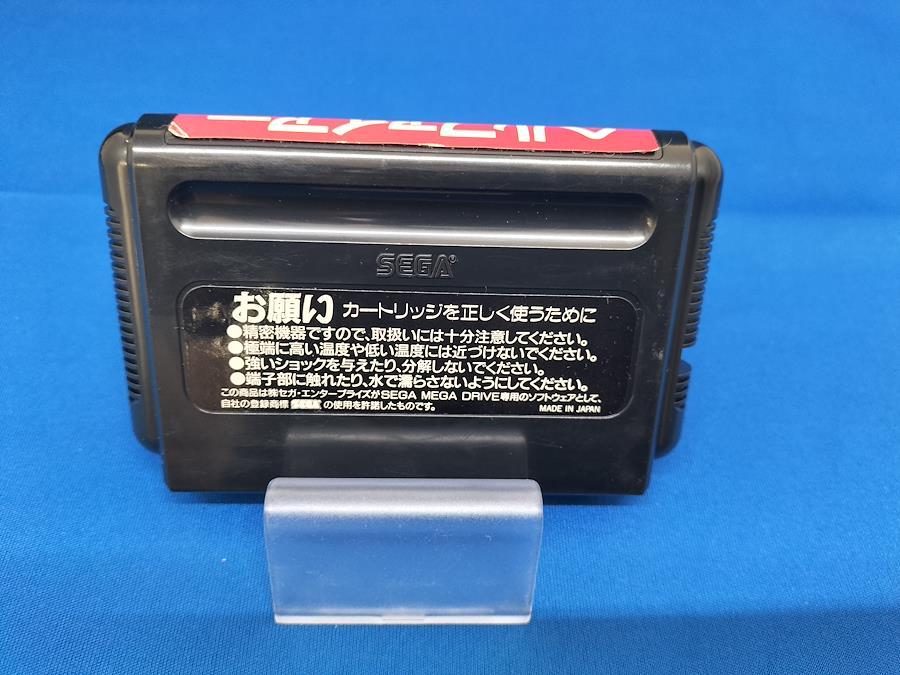 ヘルファイアー
SEGA®
お願い カートリッジを正しく使うために
●精密機器ですので、取扱いには十分注意してください。
●極端に高い温度や低い温度には近づけないでください。
●強いショックを与えたり、分解しないでください。
●端子部に触れたり、水で濡らさないようにしてください。
この商品は㈱セガ・エンタープライゼスがSEGA MEGA DRIVE専用のソフトウェアとして、
自社の登録商標 SEGA の使用を許諾したものです。
MADE IN JAPAN